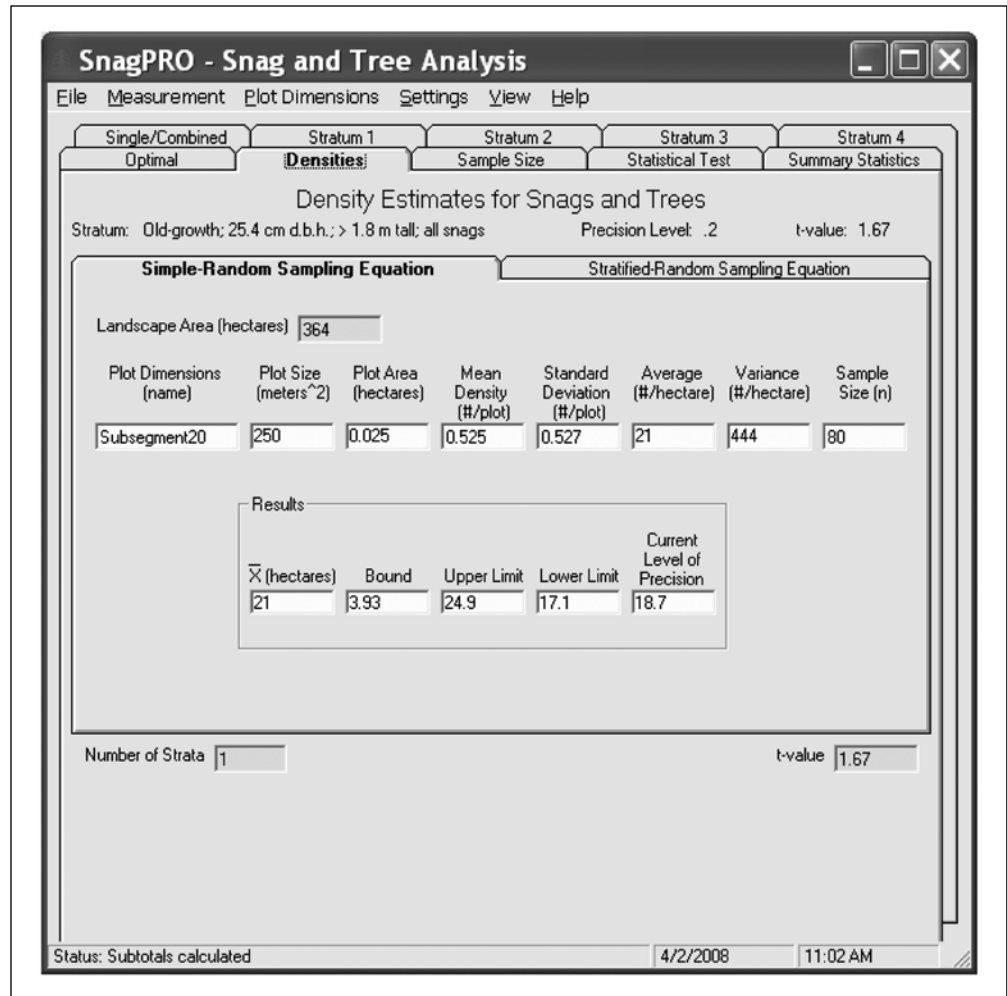 SnagPRO - Snag and Tree Analysis
File Measurement Plot Dimensions Settings View Help
Single/Combined Stratum 1 Stratum 2 Stratum 3 Stratum 4
Optimal Densities Sample Size Statistical Test Summary Statistics
Density Estimates for Snags and Trees
Stratum: Old-growth; 25.4 cm d.b.h.; > 1.8 m tall; all snags Precision Level: .2 t-value: 1.67
Simple-Random Sampling Equation Stratified-Random Sampling Equation
Landscape Area (hectares) 364
Plot Dimensions Plot Size Plot Area Mean Standard Average Variance Sample
(name) (meters^2) (hectares) Density Deviation (#/hectare) (#/hectare) Size (n)
(#/plot) (#/plot)
Subsegment20 250 0.025 0.525 0.527 21 444 80
Results
Current
Level of
X̅ (hectares) Bound Upper Limit Lower Limit Precision
21 3.93 24.9 17.1 18.7
Number of Strata 1 t-value 1.67
Status: Subtotals calculated 4/2/2008 11:02 AM